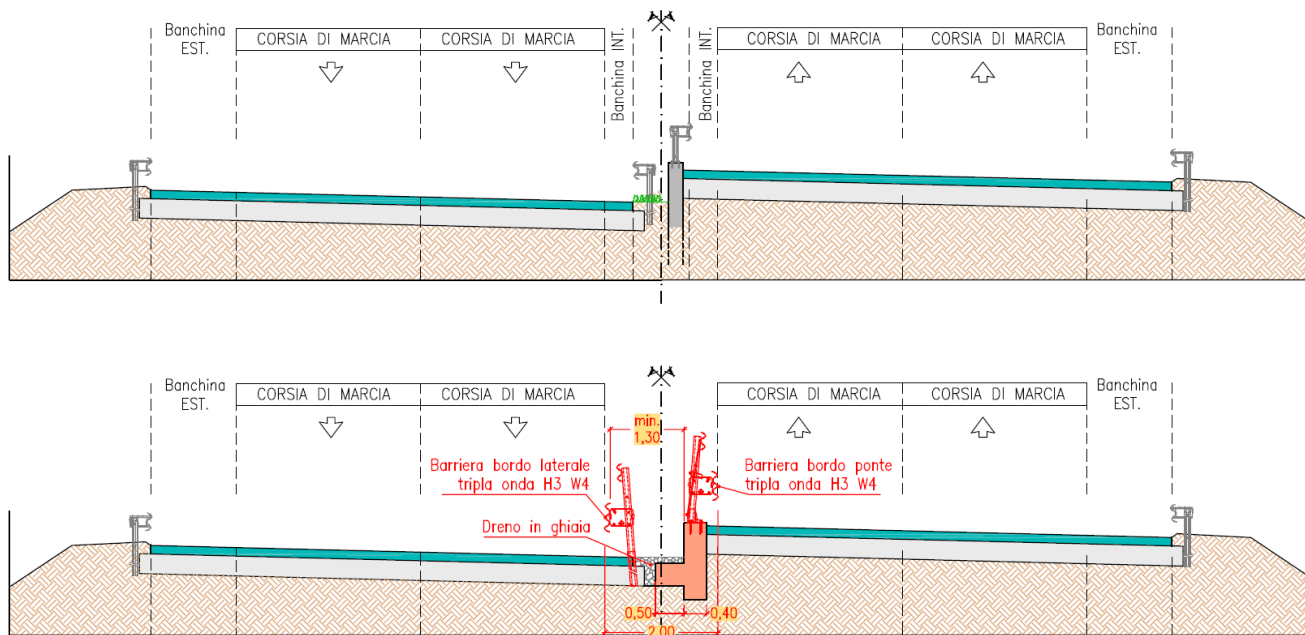 Banchina
EST.
CORSIA DI MARCIA
CORSIA DI MARCIA
Banchina INT.
Banchina INT.
CORSIA DI MARCIA
CORSIA DI MARCIA
Banchina
EST.
Banchina
EST.
CORSIA DI MARCIA
CORSIA DI MARCIA
CORSIA DI MARCIA
CORSIA DI MARCIA
Banchina
EST.
min.
1,30
Barriera bordo laterale
tripla onda H3 W4
Barriera bordo ponte
tripla onda H3 W4
Dreno in ghiaia
0,50
0,40
2,00